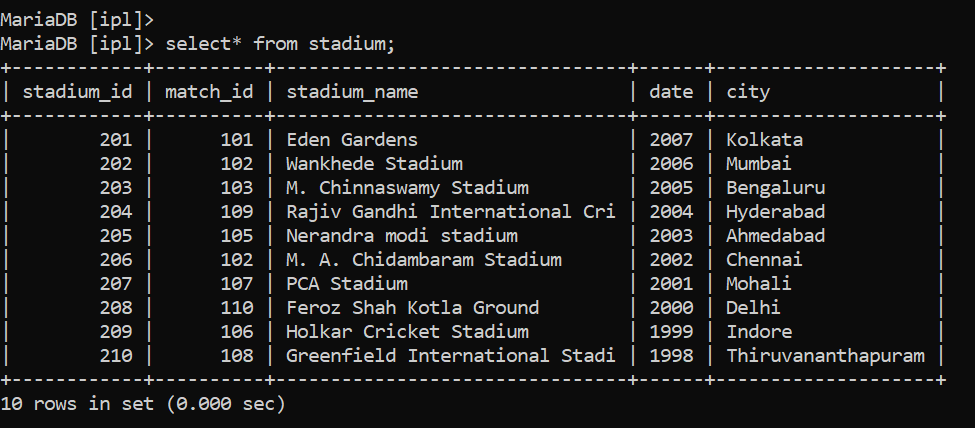 MariaDB [ipl]>
MariaDB [ipl]> select* from stadium;
+------------+----------+--------------------------------+------+--------------------+
| stadium_id | match_id | stadium_name                   | date | city               |
+------------+----------+--------------------------------+------+--------------------+
|        201 |      101 | Eden Gardens                   | 2007 | Kolkata            |
|        202 |      102 | Wankhede Stadium               | 2006 | Mumbai             |
|        203 |      103 | M. Chinnaswamy Stadium         | 2005 | Bengaluru          |
|        204 |      109 | Rajiv Gandhi International Cri | 2004 | Hyderabad          |
|        205 |      105 | Nerandra modi stadium          | 2003 | Ahmedabad          |
|        206 |      102 | M. A. Chidambaram Stadium      | 2002 | Chennai            |
|        207 |      107 | PCA Stadium                    | 2001 | Mohali             |
|        208 |      110 | Feroz Shah Kotla Ground        | 2000 | Delhi              |
|        209 |      106 | Holkar Cricket Stadium         | 1999 | Indore             |
|        210 |      108 | Greenfield International Stadi | 1998 | Thiruvananthapuram |
+------------+----------+--------------------------------+------+--------------------+
10 rows in set (0.000 sec)